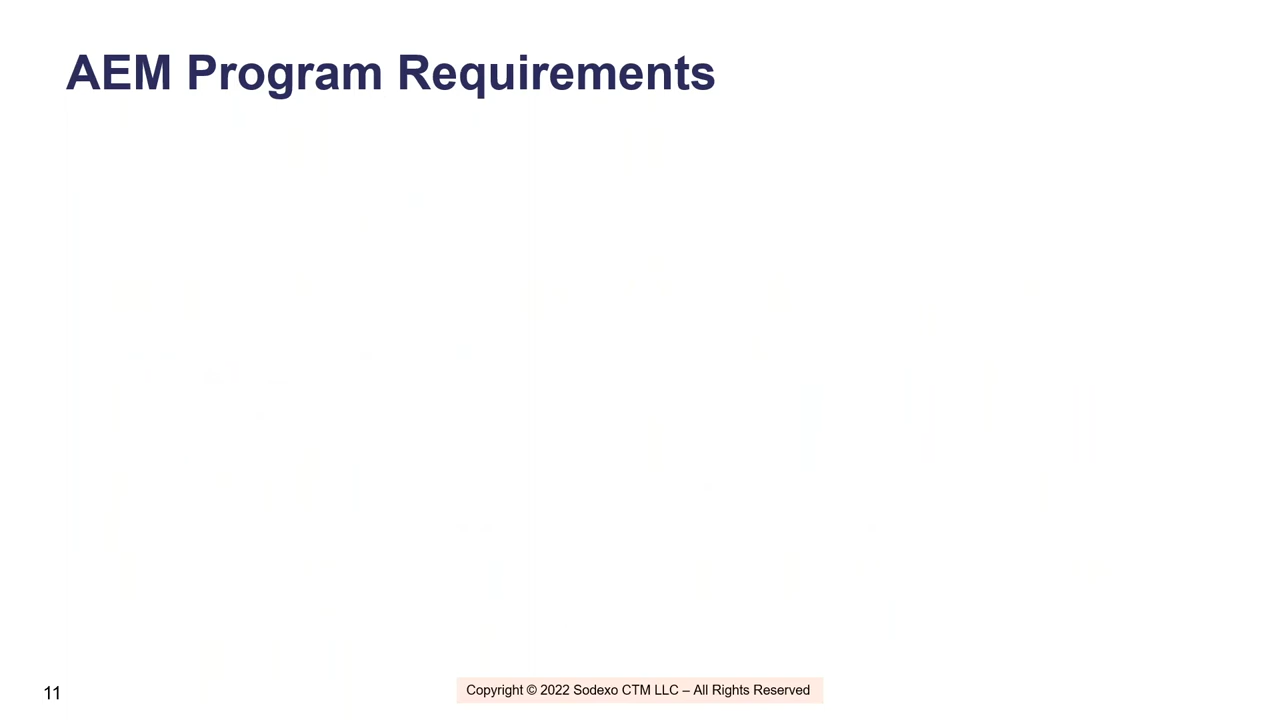 AEM Program Requirements
11
Copyright © 2022 Sodexo CTM LLC – All Rights Reserved